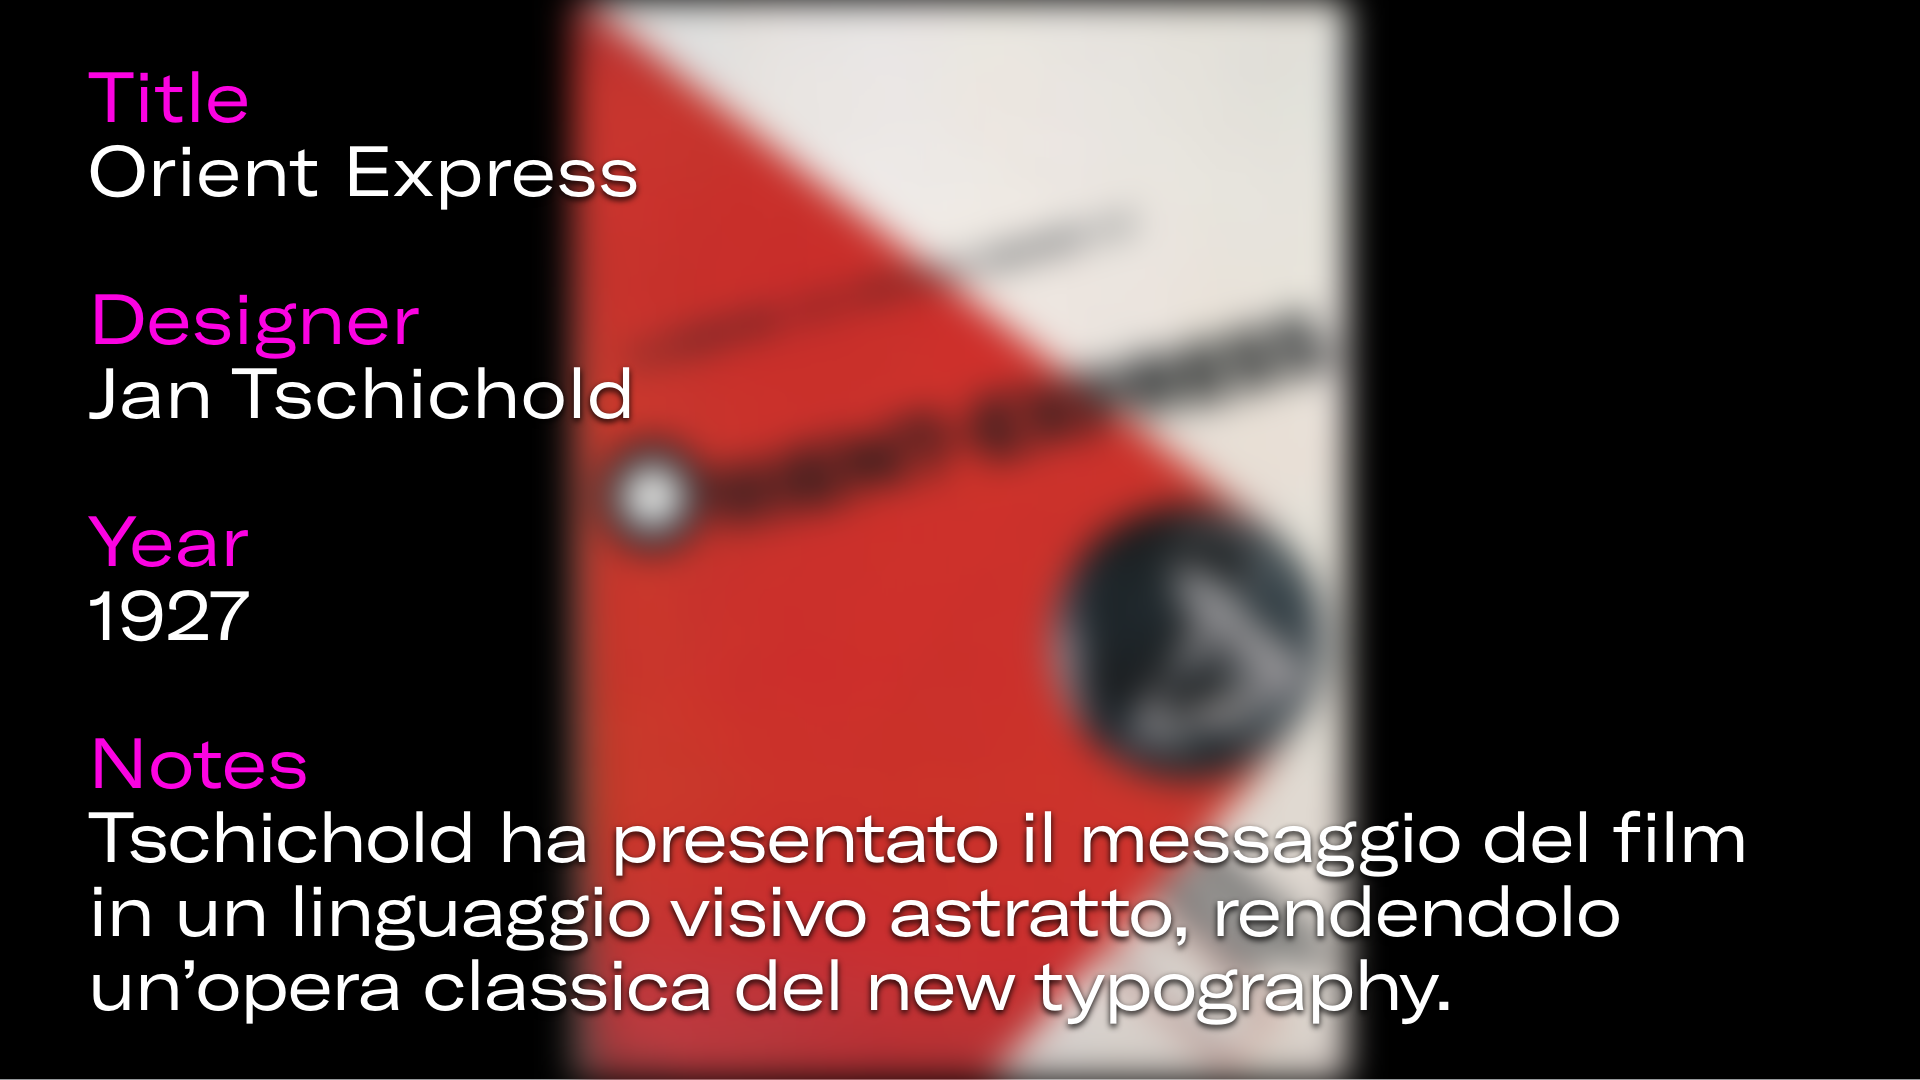 Title
Orient Express
Designer
Jan Tschichold
Year
1927
Notes
Tschichold ha presentato il messaggio del film
in un linguaggio visivo astratto, rendendolo
un’opera classica del new typography.